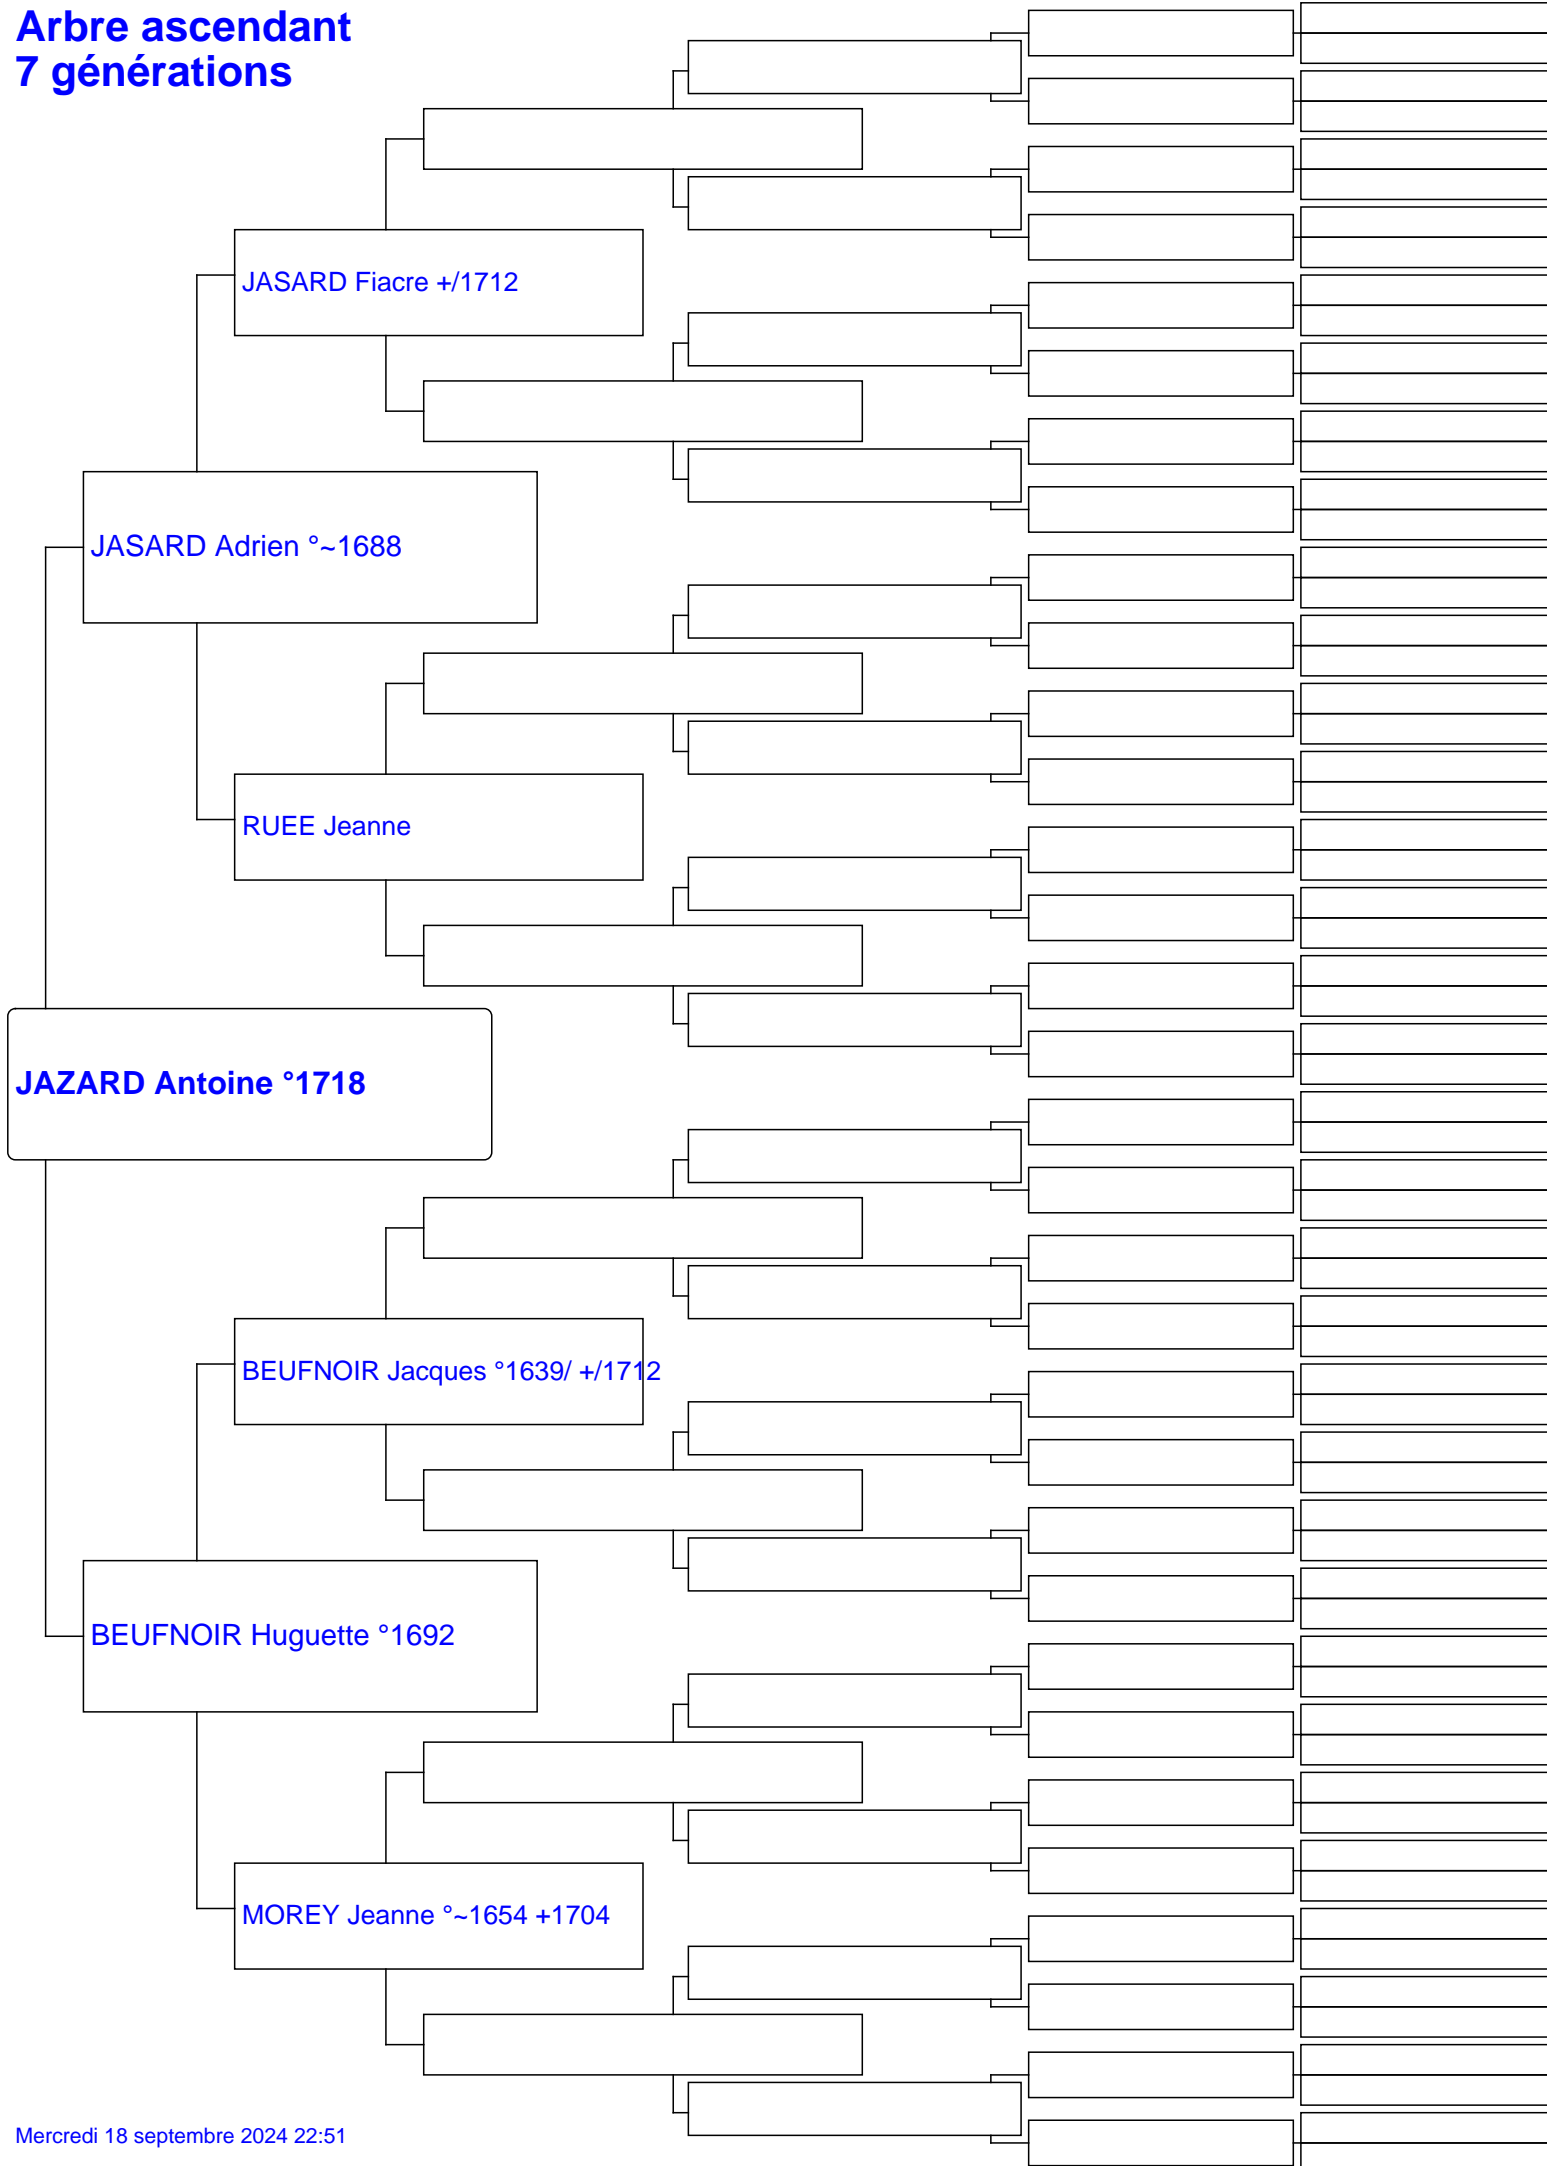 Arbre ascendant
7 générations
JASARD Fiacre +/1712
JASARD Adrien °~1688
RUEE Jeanne
JAZARD Antoine °1718
BEUFNOIR Jacques °1639/ +/1712
BEUFNOIR Huguette °1692
MOREY Jeanne °~1654 +1704
Mercredi 18 septembre 2024 22:51